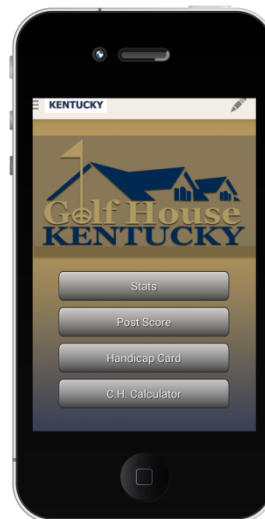 KENTUCKY
Golf House
KENTUCKY
Stats
Post Score
Handicap Card
C.H. Calculator